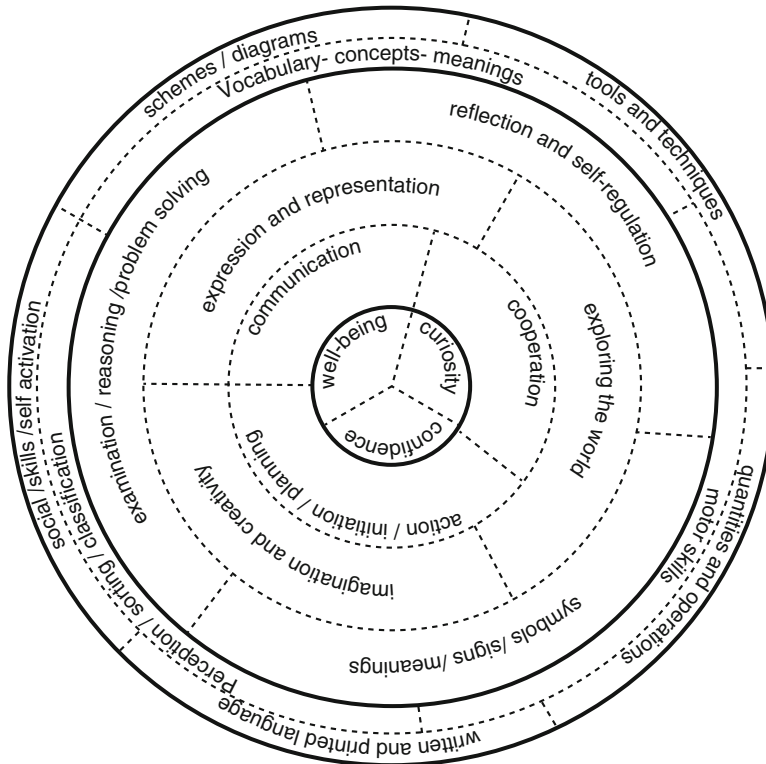 schemes / diagrams
tools and techniques
quantities and operations
written and printed language
social /skills /self activation
Vocabulary- concepts- meanings
motor skills
Perception / sorting / classification
reflection and self-regulation
symbols /signs /meanings
examination / reasoning /problem solving
expression and representation
exploring the world
imagination and creativity
communication
cooperation
action / initiation / planning
well-being
curiosity
confidence